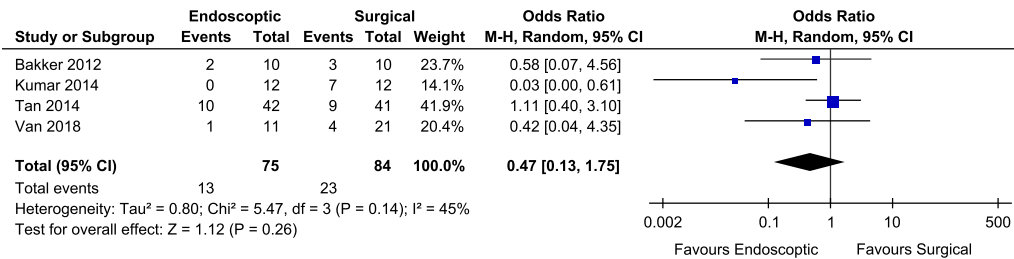 Endoscoptic Surgical Odds Ratio Odds Ratio
Study or Subgroup Events Total Events Total Weight M-H, Random, 95% CI M-H, Random, 95% CI
Bakker 2012 2 10 3 10 23.7% 0.58 [0.07, 4.56]
Kumar 2014 0 12 7 12 14.1% 0.03 [0.00, 0.61]
Tan 2014 10 42 9 41 41.9% 1.11 [0.40, 3.10]
Van 2018 1 11 4 21 20.4% 0.42 [0.04, 4.35]
Total (95% CI) 75 84 100.0% 0.47 [0.13, 1.75]
Total events 13 23
Heterogeneity: Tau² = 0.80; Chi² = 5.47, df = 3 (P = 0.14); I² = 45%
Test for overall effect: Z = 1.12 (P = 0.26)
0.002 0.1 1 10 500
Favours Endoscoptic Favours Surgical